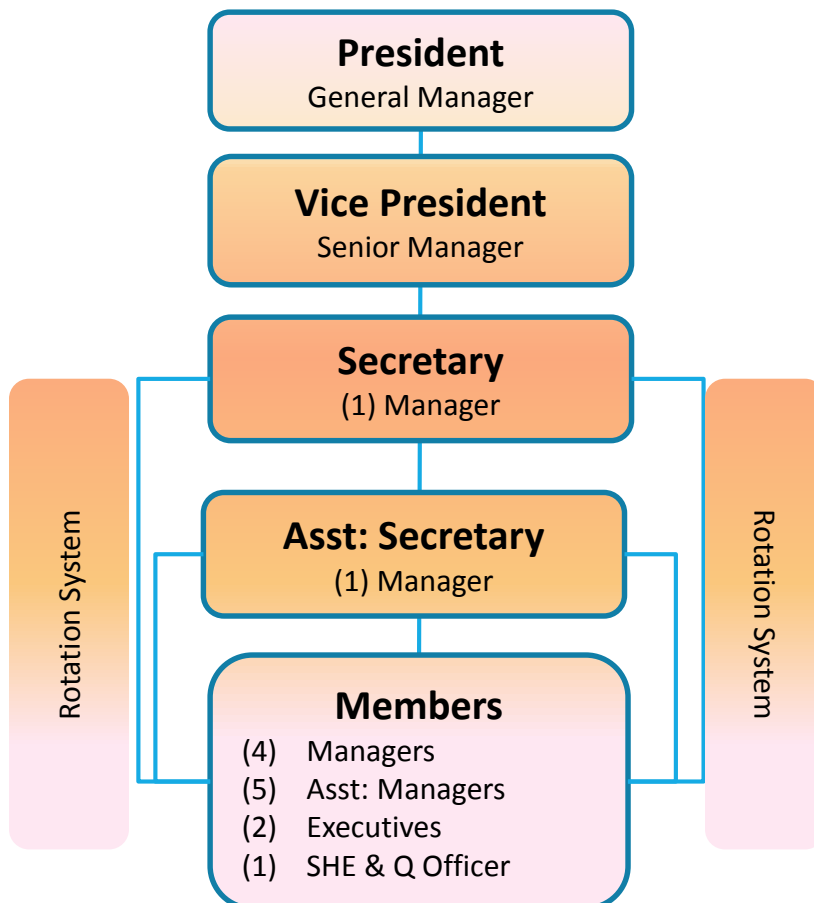 President
General Manager
Vice President
Senior Manager
Secretary
(1) Manager
Asst: Secretary
(1) Manager
Rotation System
Rotation System
Members
(4) Managers
(5) Asst: Managers
(2) Executives
(1) SHE & Q Officer